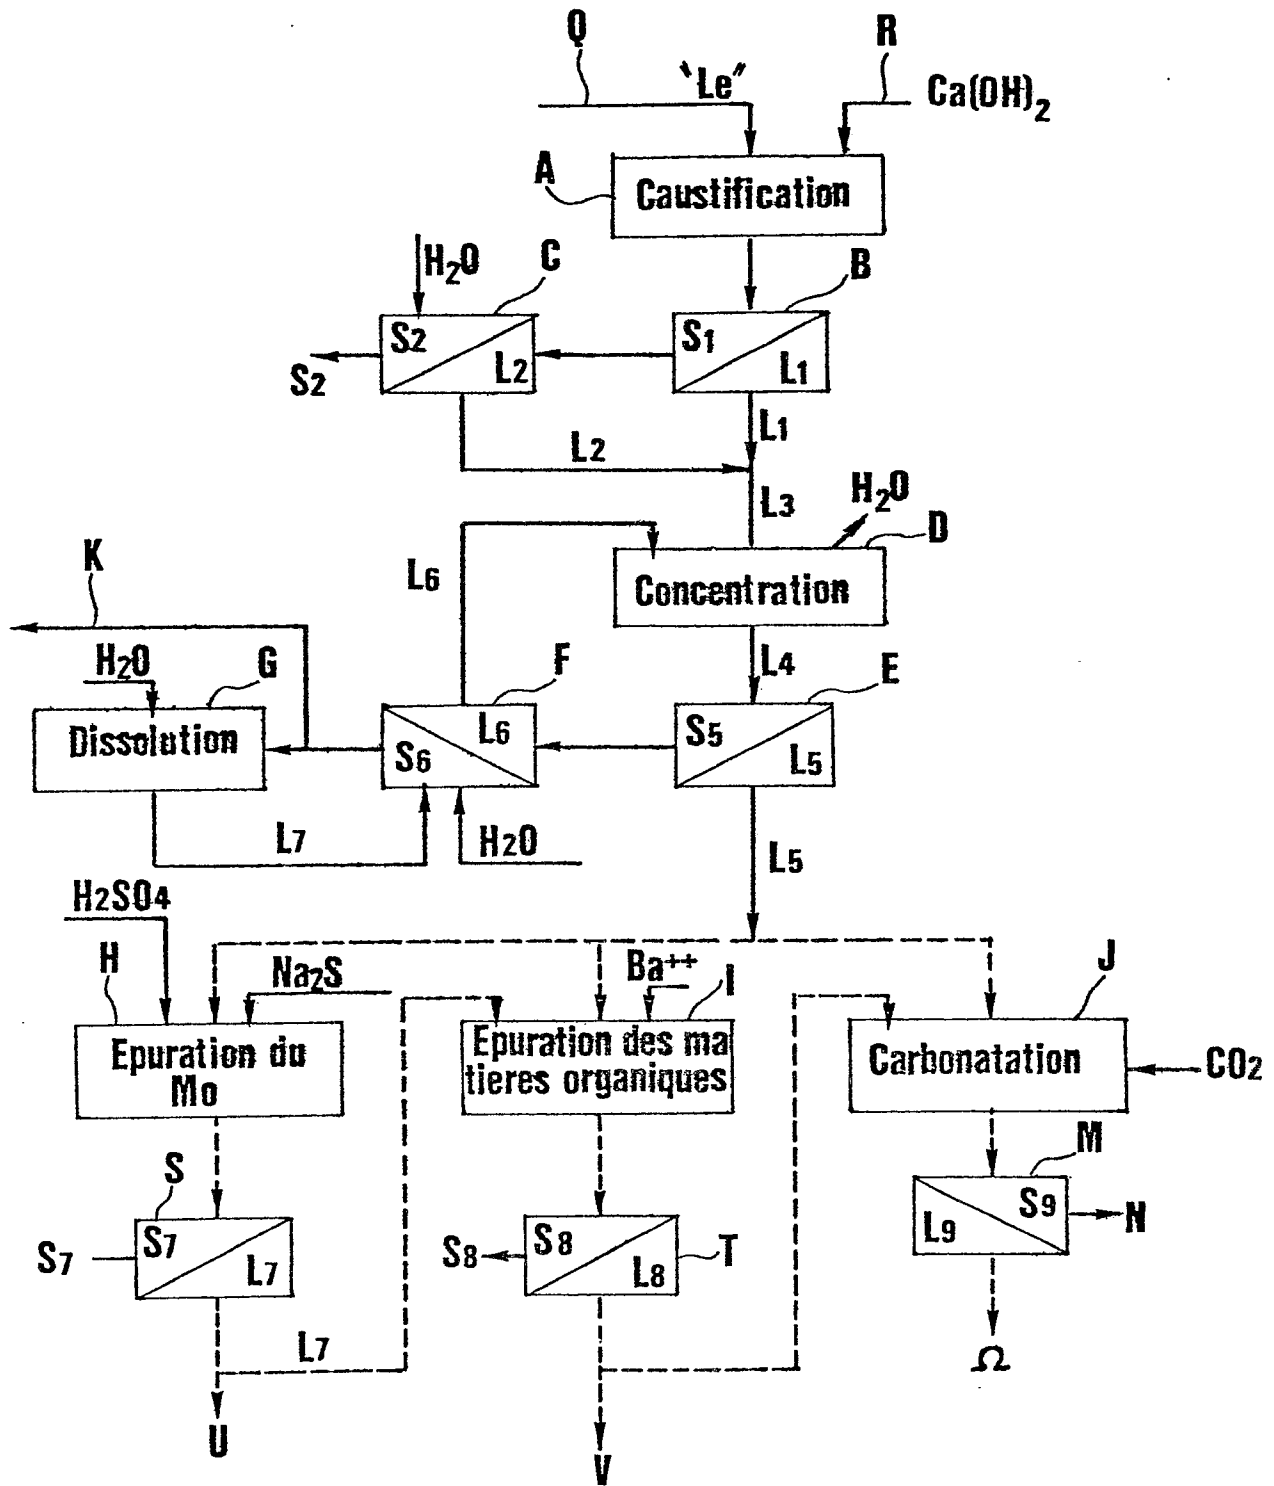 Q
R
"Le"
Ca(OH)2
A
Caustification
H2O
C
B
S2
L2
S1
L1
S2
L1
L2
L3
H2O
D
L6
Concentration
K
H2O
G
F
L4
E
Dissolution
L6
S6
S5
L5
L7
H2O
L5
H2SO4
H
Na2S
Ba++
I
J
Epuration du
Mo
Epuration des ma
tieres organiques
Carbonatation
CO2
M
S
S7
S7
L7
S8
S8
L8
T
S9
L9
N
L7
Ω
U
V